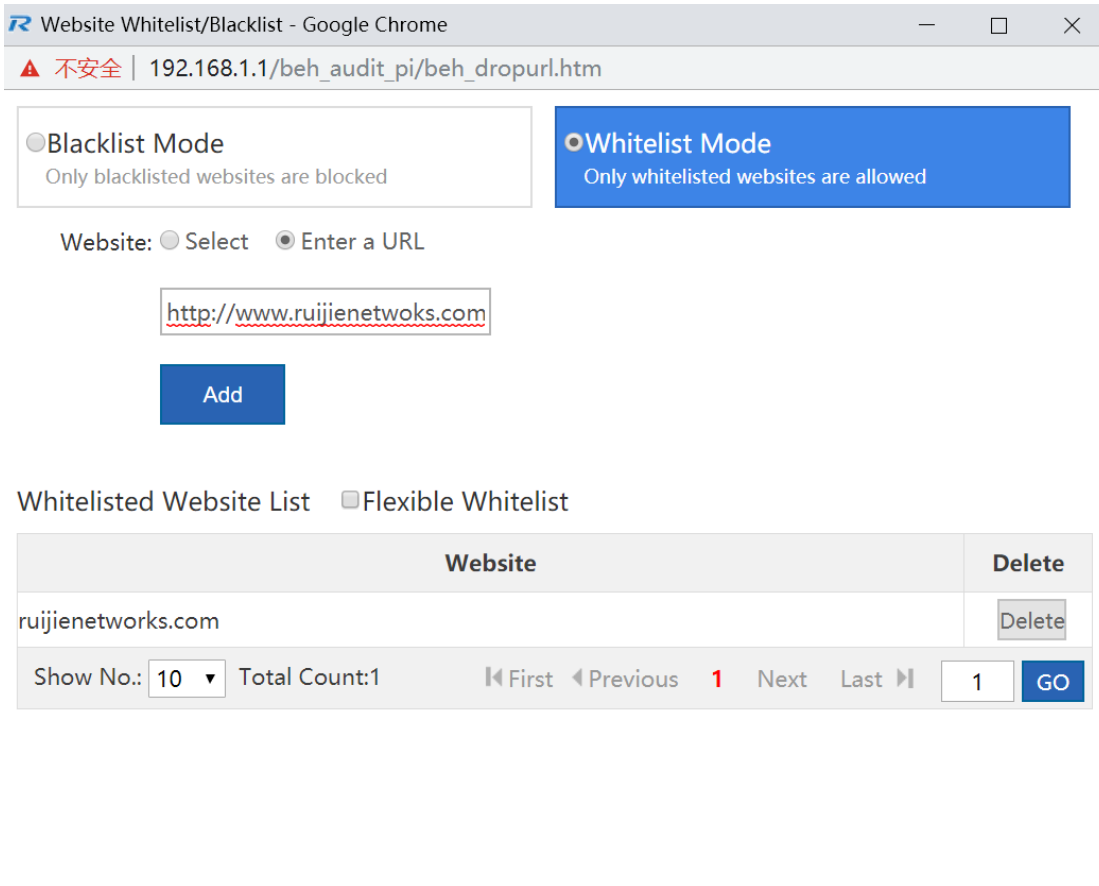 Website Whitelist/Blacklist - Google Chrome
不安全 192.168.1.1/beh_audit_pi/beh_dropurl.htm
Blacklist Mode
Only blacklisted websites are blocked
Whitelist Mode
Only whitelisted websites are allowed
Website: Select Enter a URL
http://www.ruijienetwoks.com
Add
Whitelisted Website List Flexible Whitelist
Website Delete
ruijienetworks.com Delete
Show No.: 10 Total Count:1 First Previous 1 Next Last 1 GO